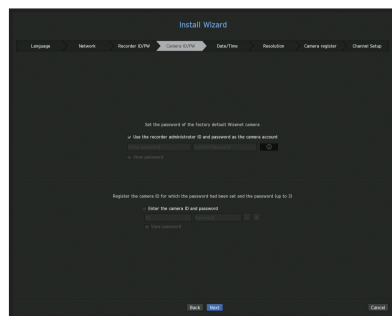 Install Wizard
Language Network Recorder ID/PW Camera ID/PW Date/Time Resolution Camera register Channel Setup
Set the password of the factory default Wisenet camera
Use the recorder administrator ID and password as the camera account
View password
Register the camera ID for which the password had been set and the password (up to 3)
Enter the camera ID and password
ID
View password
Back Next Cancel